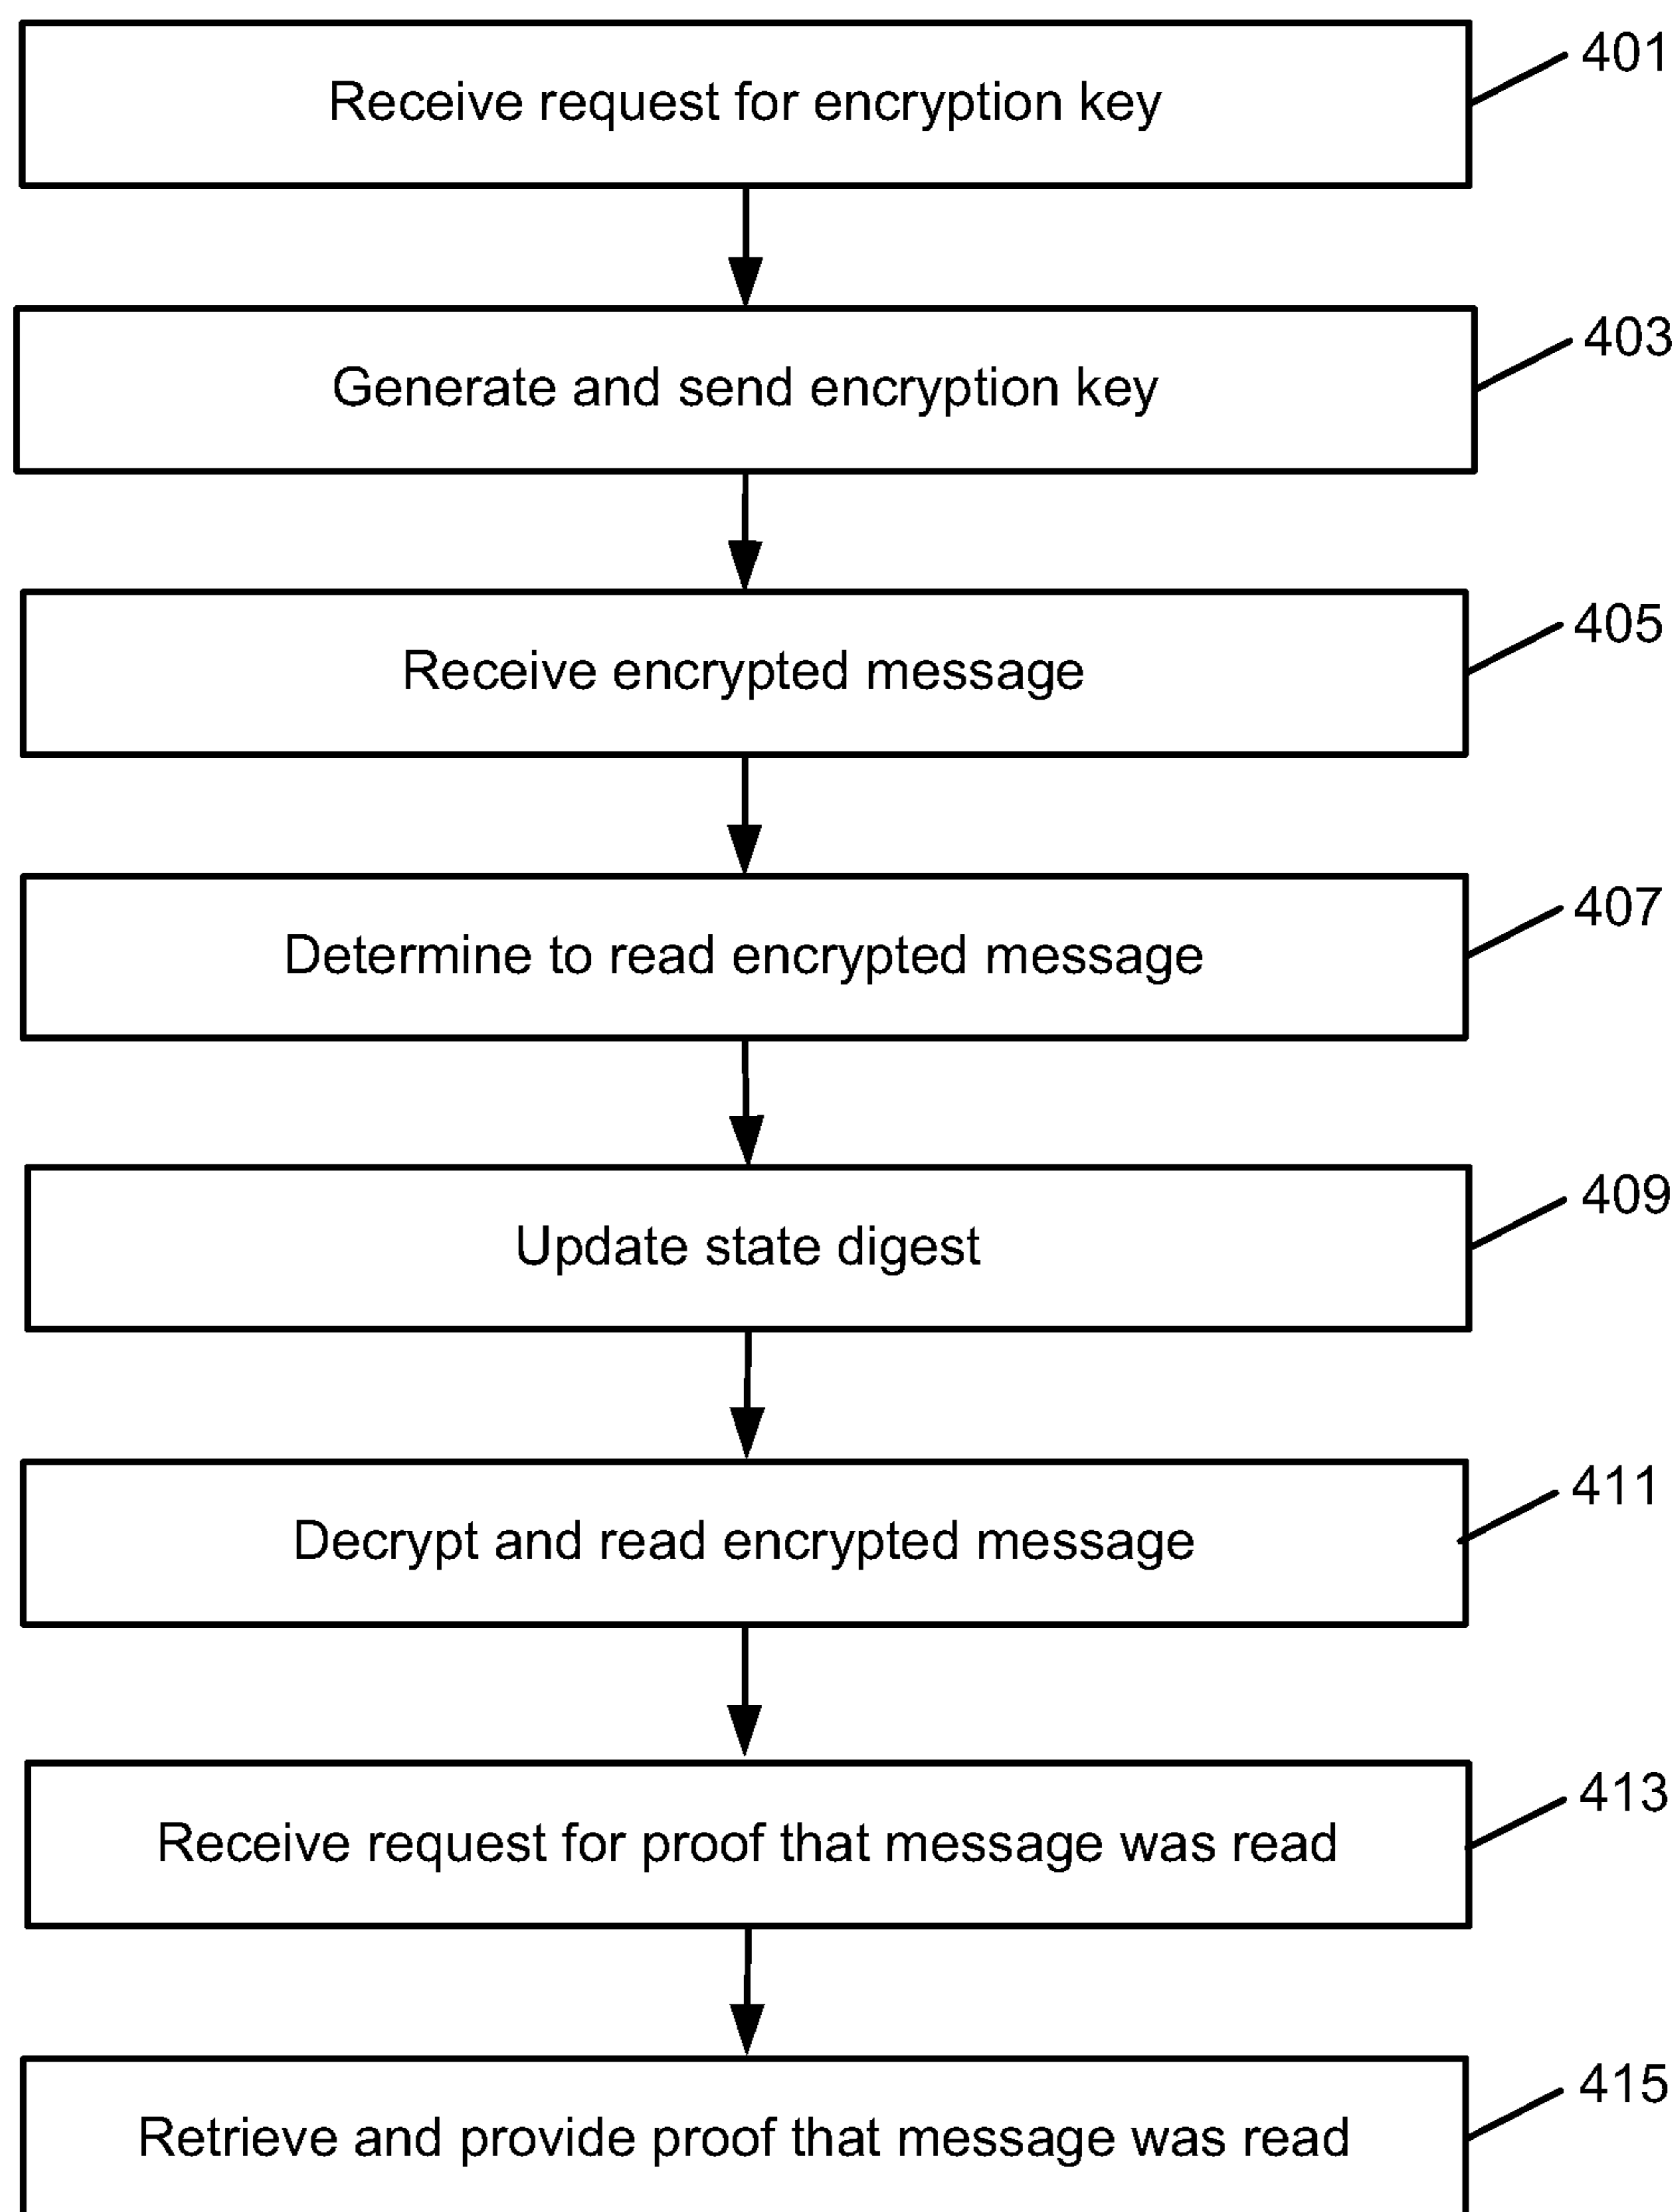 Receive request for encryption key
401
Generate and send encryption key
403
Receive encrypted message
405
Determine to read encrypted message
407
Update state digest
409
Decrypt and read encrypted message
411
Receive request for proof that message was read
413
Retrieve and provide proof that message was read
415